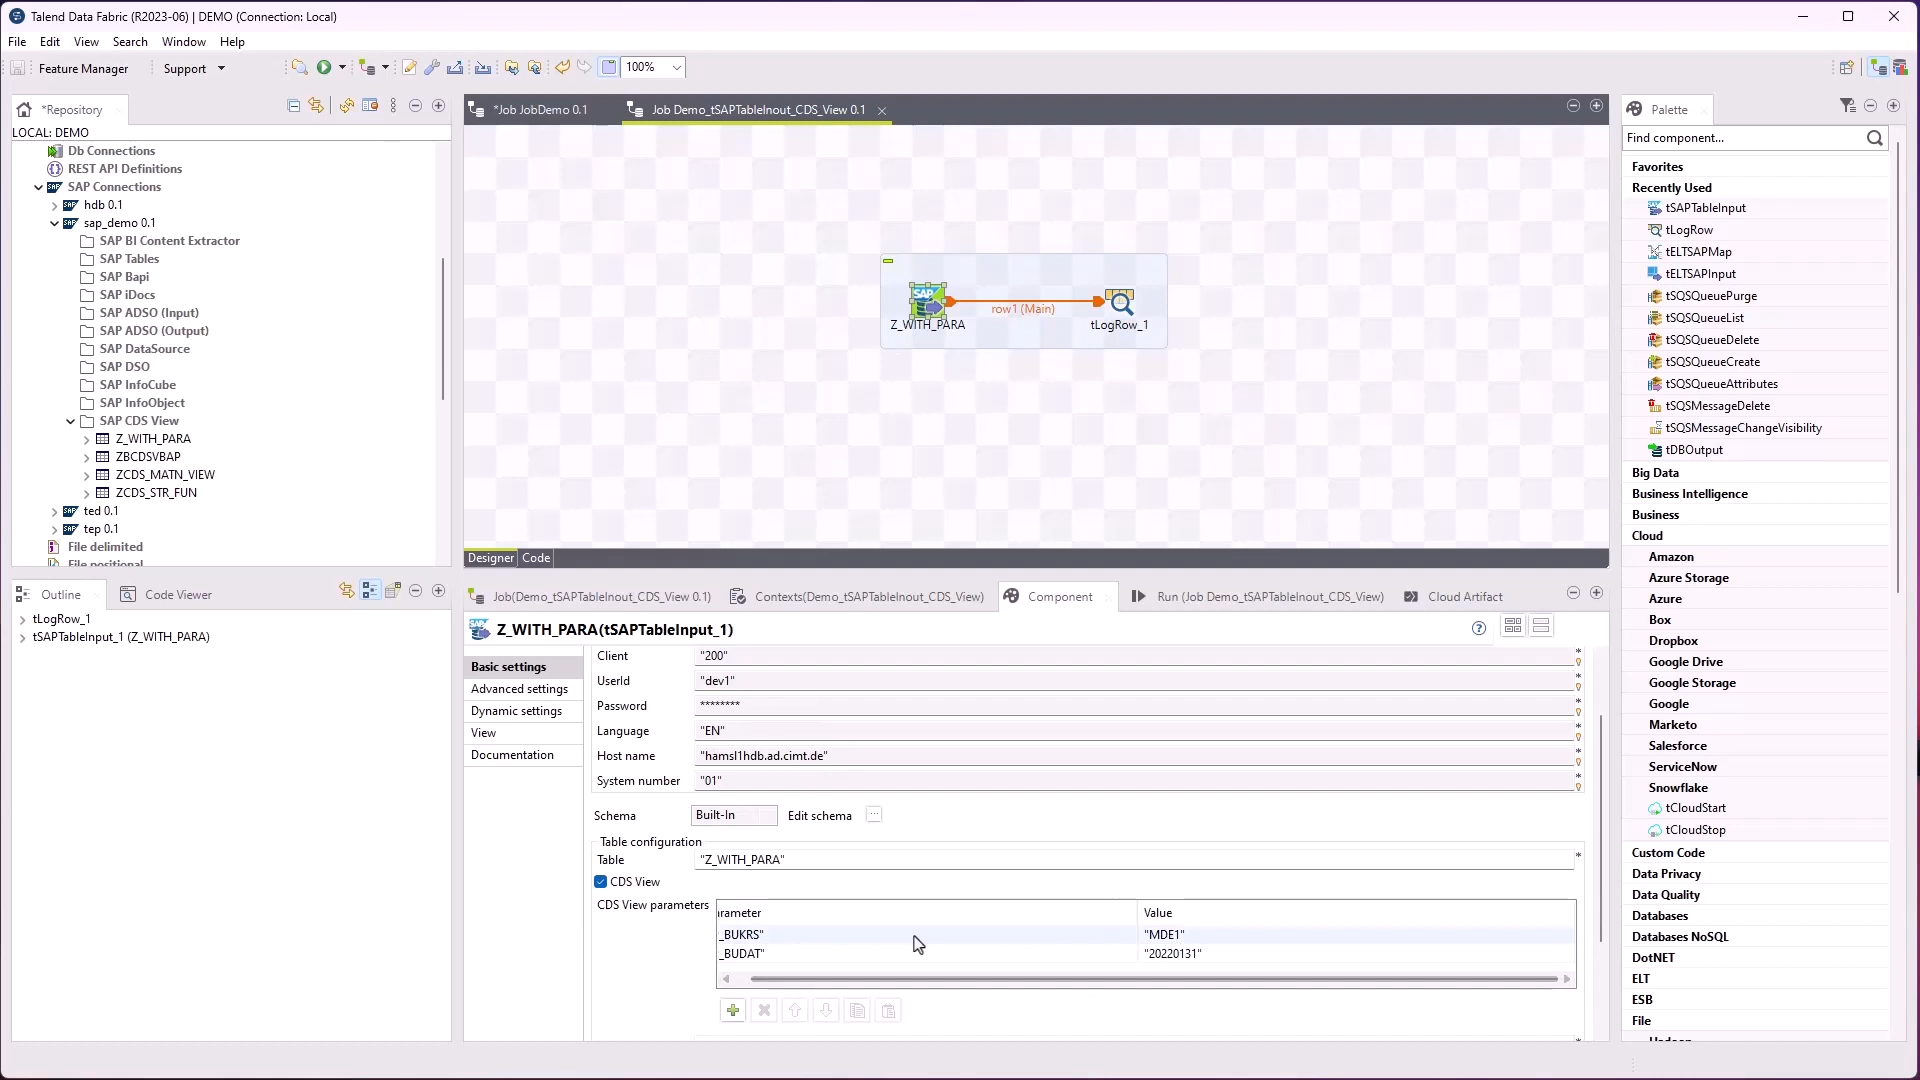 Talend Data Fabric (R2023-06) | DEMO (Connection: Local)
File Edit View Search Window Help
Feature Manager Support 100%
*Repository
LOCAL: DEMO
Db Connections
REST API Definitions
SAP Connections
hdb 0.1
sap_demo 0.1
SAP BI Content Extractor
SAP Tables
SAP Bapi
SAP iDocs
SAP ADSO (Input)
SAP ADSO (Output)
SAP DataSource
SAP DSO
SAP InfoCube
SAP InfoObject
SAP CDS View
Z_WITH_PARA
ZBCDSVBAP
ZCDS_MATN_VIEW
ZCDS_STR_FUN
ted 0.1
tep 0.1
File delimited
File positional
Outline Code Viewer
tLogRow_1
tSAPTableInput_1 (Z_WITH_PARA)
*Job JobDemo 0.1 Job Demo_tSAPTableInout_CDS_View 0.1
SAP
row1 (Main)
Z_WITH_PARA tLogRow_1
Designer Code
Job(Demo_tSAPTableInout_CDS_View 0.1) Contexts(Demo_tSAPTableInout_CDS_View) Component Run (Job Demo_tSAPTableInout_CDS_View) Cloud Artifact
Z_WITH_PARA(tSAPTableInput_1)
Basic settings
Advanced settings
Dynamic settings
View
Documentation
Client "200"
UserId "dev1"
Password ********
Language "EN"
Host name "hamsl1hdb.ad.cimt.de"
System number "01"
Schema Built-In Edit schema ...
Table configuration
Table "Z_WITH_PARA"
CDS View
CDS View parameters
arameter Value
_BUKRS" "MDE1"
_BUDAT" "20220131"
Palette
Find component...
Favorites
Recently Used
tSAPTableInput
tLogRow
tELTSAPMap
tELTSAPInput
tSQSQueuePurge
tSQSQueueList
tSQSQueueDelete
tSQSQueueCreate
tSQSQueueAttributes
tSQSMessageDelete
tSQSMessageChangeVisibility
tDBOutput
Big Data
Business Intelligence
Business
Cloud
Amazon
Azure Storage
Azure
Box
Dropbox
Google Drive
Google Storage
Google
Marketo
Salesforce
ServiceNow
Snowflake
tCloudStart
tCloudStop
Custom Code
Data Privacy
Data Quality
Databases
Databases NoSQL
DotNET
ELT
ESB
File